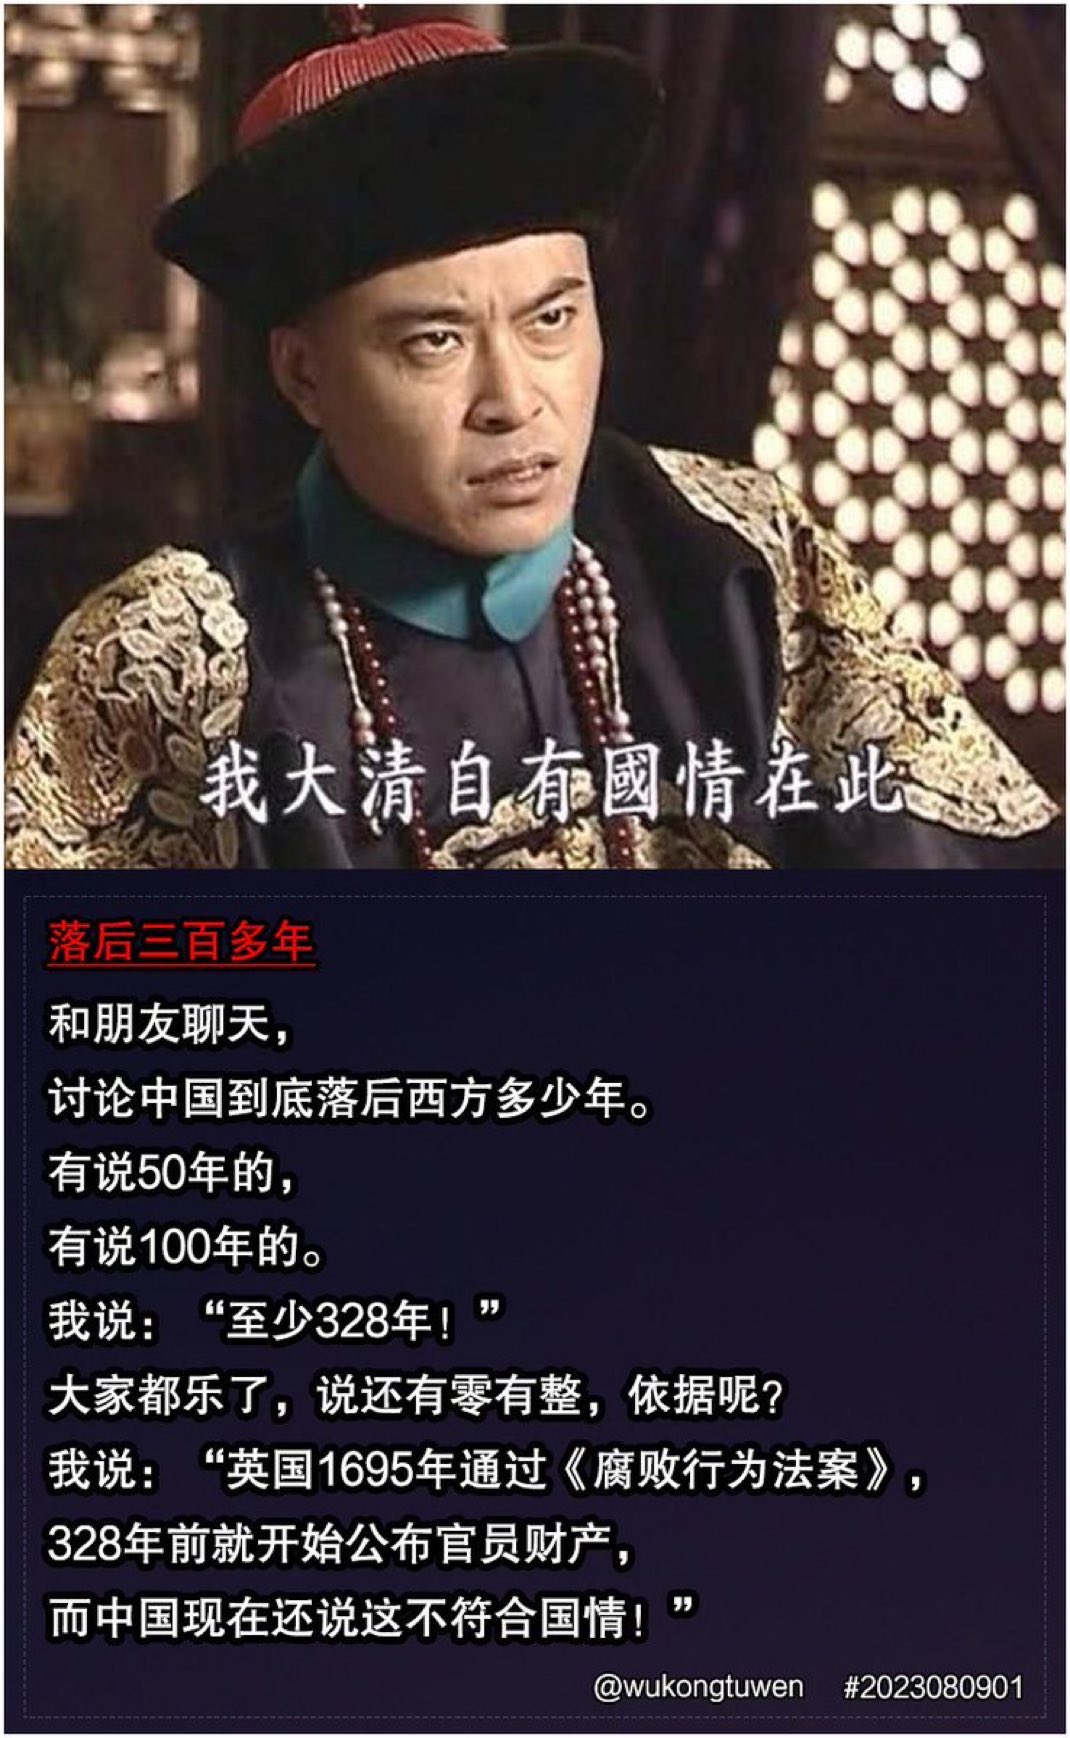 我大清自有國情在此
落后三百多年
和朋友聊天，
讨论中国到底落后西方多少年。
有说50年的，
有说100年的。
我说：“至少328年！”
大家都乐了，说还有零有整，依据呢？
我说：“英国1695年通过《腐败行为法案》，
328年前就开始公布官员财产，
而中国现在还说这不符合国情！”
@wukongtuwen #2023080901